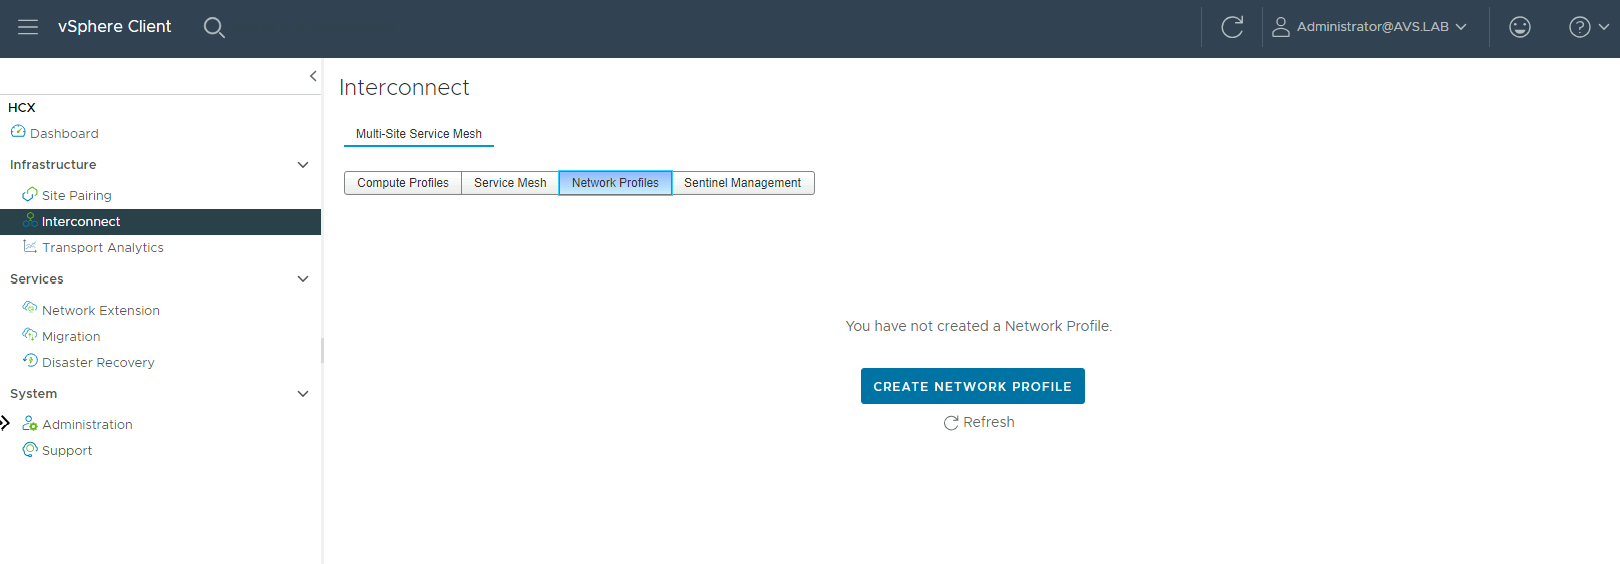 vSphere Client
Administrator@AVS.LAB
HCX
Dashboard
Infrastructure
Site Pairing
Interconnect
Transport Analytics
Services
Network Extension
Migration
Disaster Recovery
System
Administration
Support
Interconnect
Multi-Site Service Mesh
Compute Profiles Service Mesh Network Profiles Sentinel Management
You have not created a Network Profile.
CREATE NETWORK PROFILE
Refresh